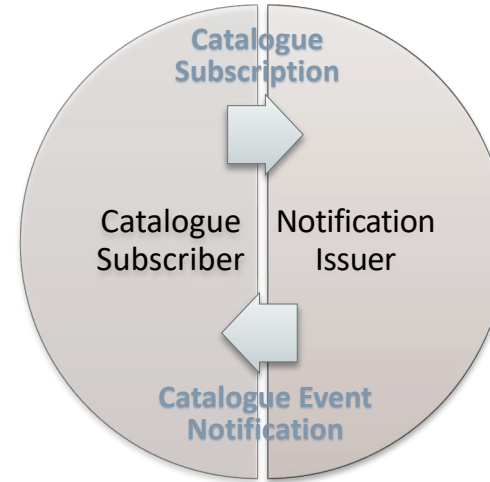 Catalogue
Subscription
Catalogue
Subscriber
Notification
Issuer
Catalogue Event
Notification